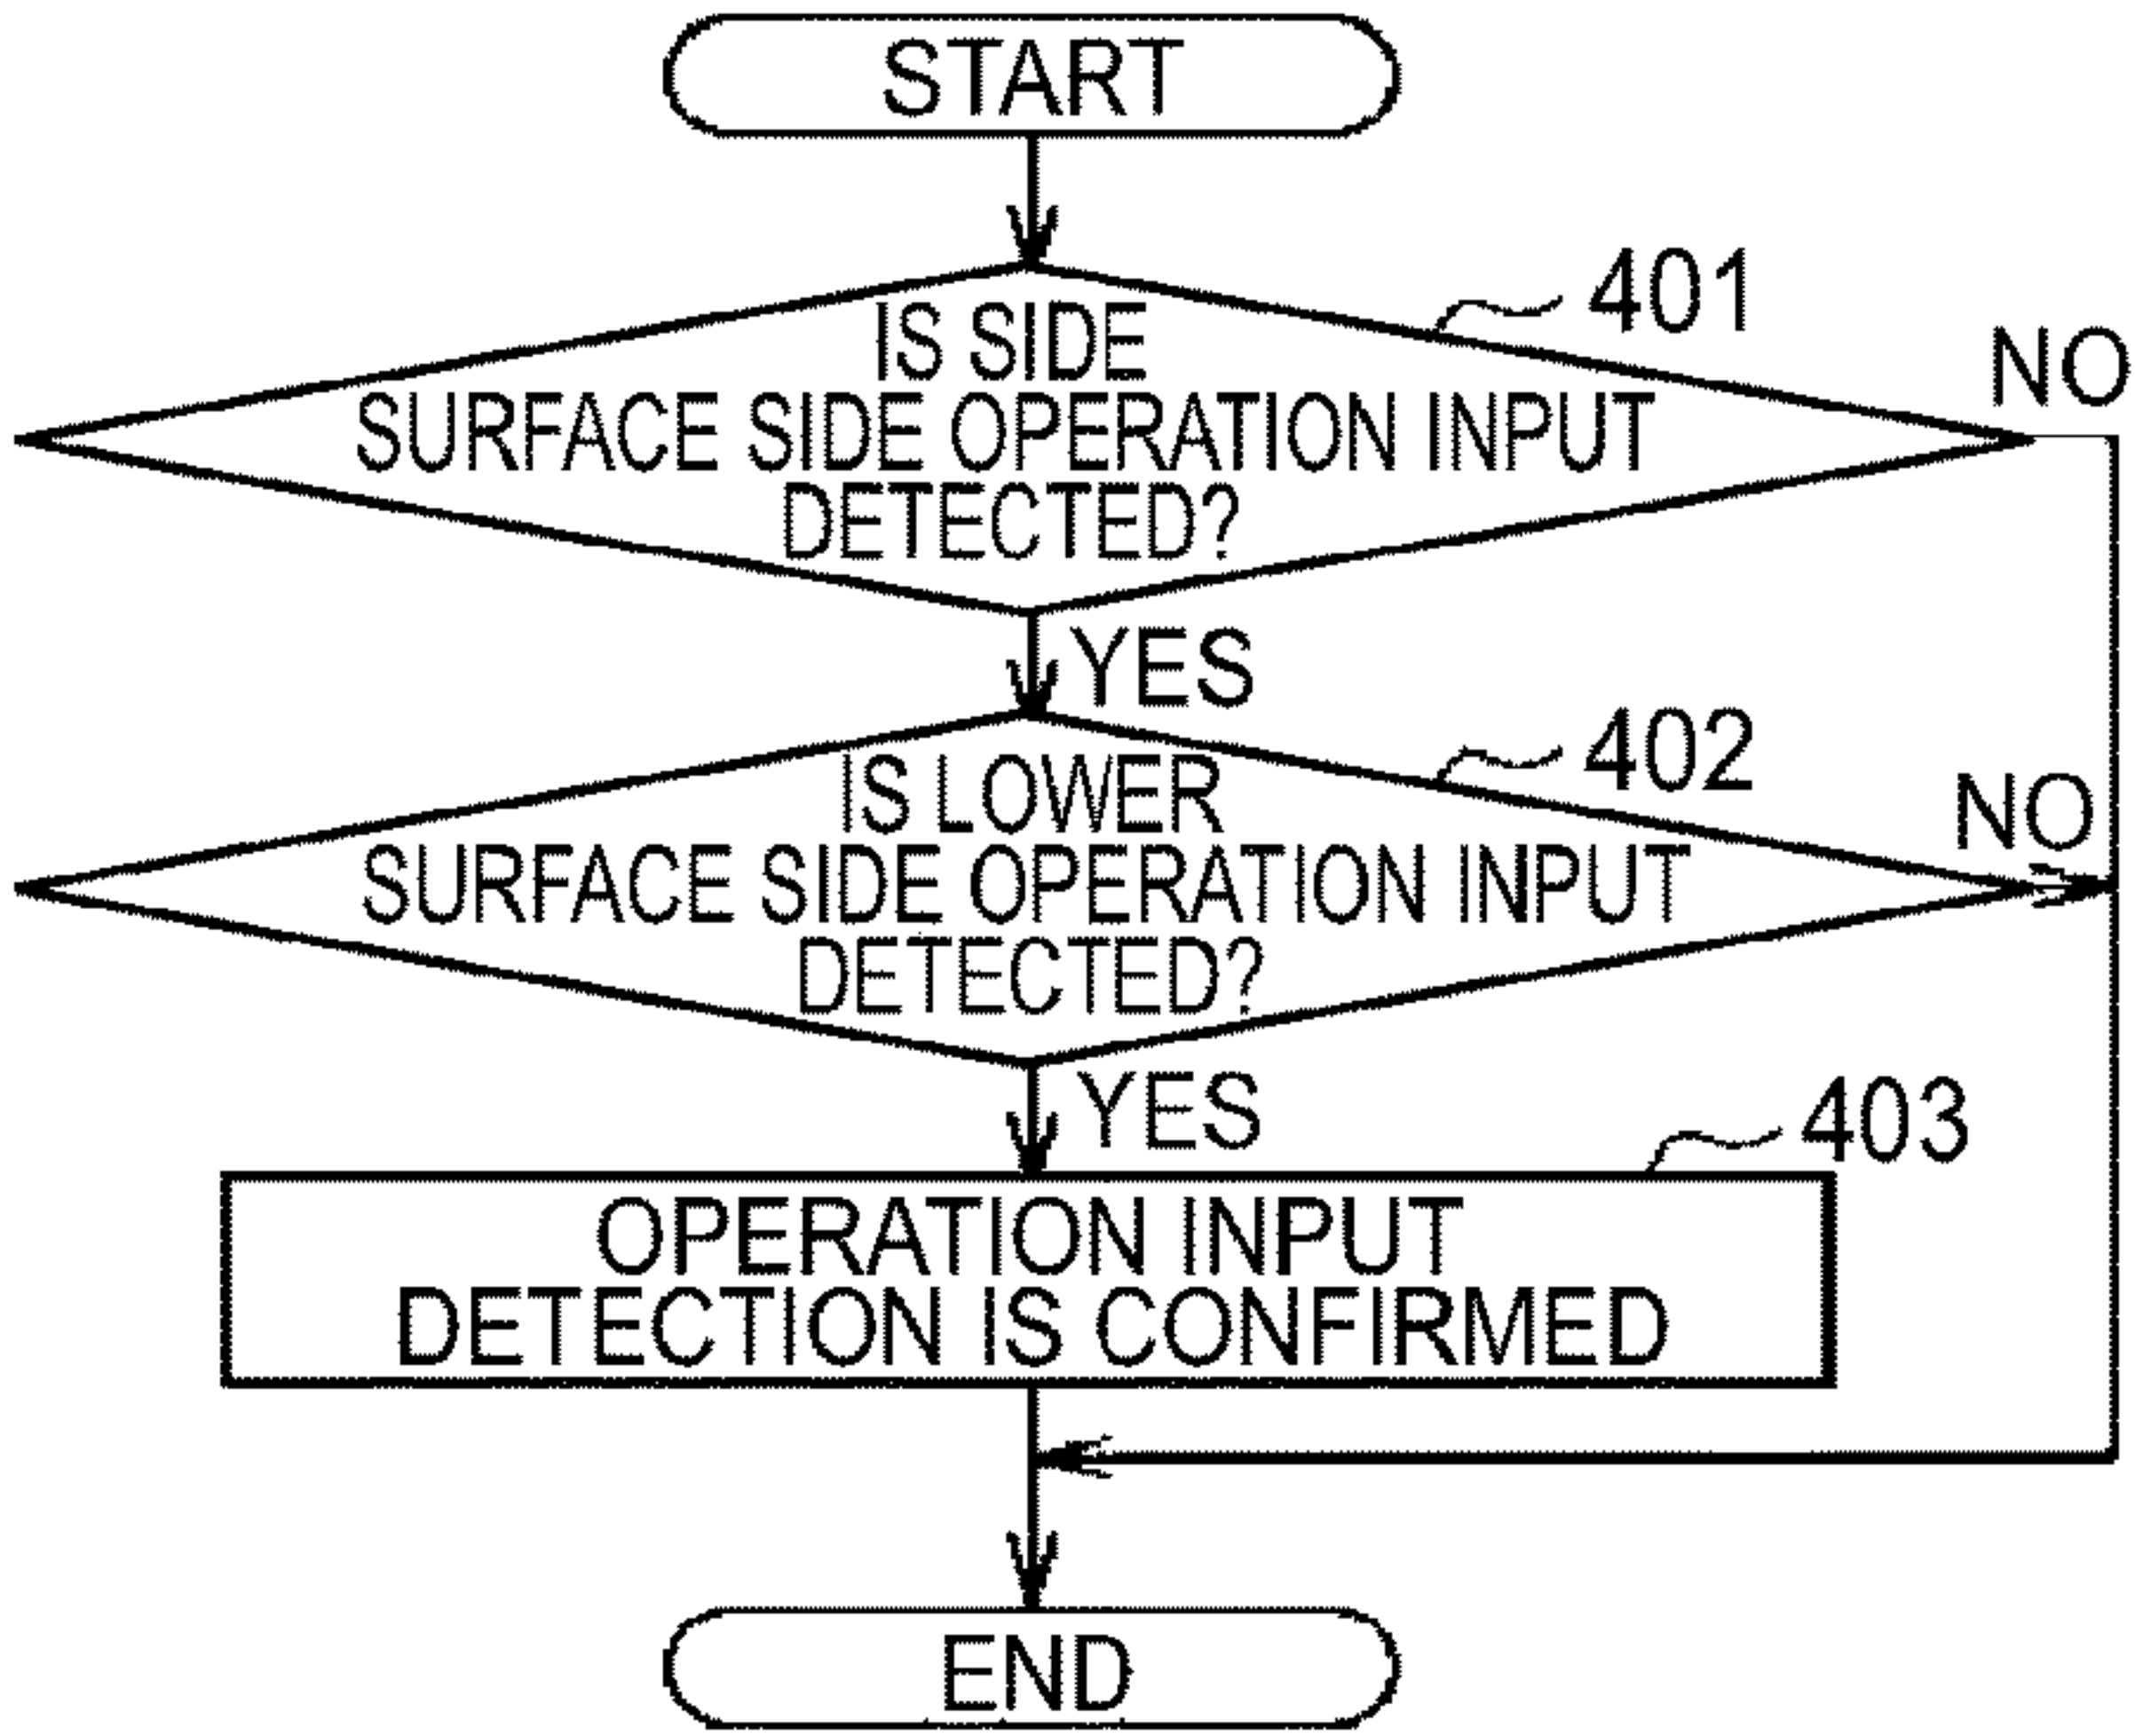 START
401
IS SIDE
NO
SURFACE SIDE OPERATION INPUT
DETECTED?
YES
402
IS LOWER
NO
SURFACE SIDE OPERATION INPUT
DETECTED?
YES
403
OPERATION INPUT
DETECTION IS CONFIRMED
END